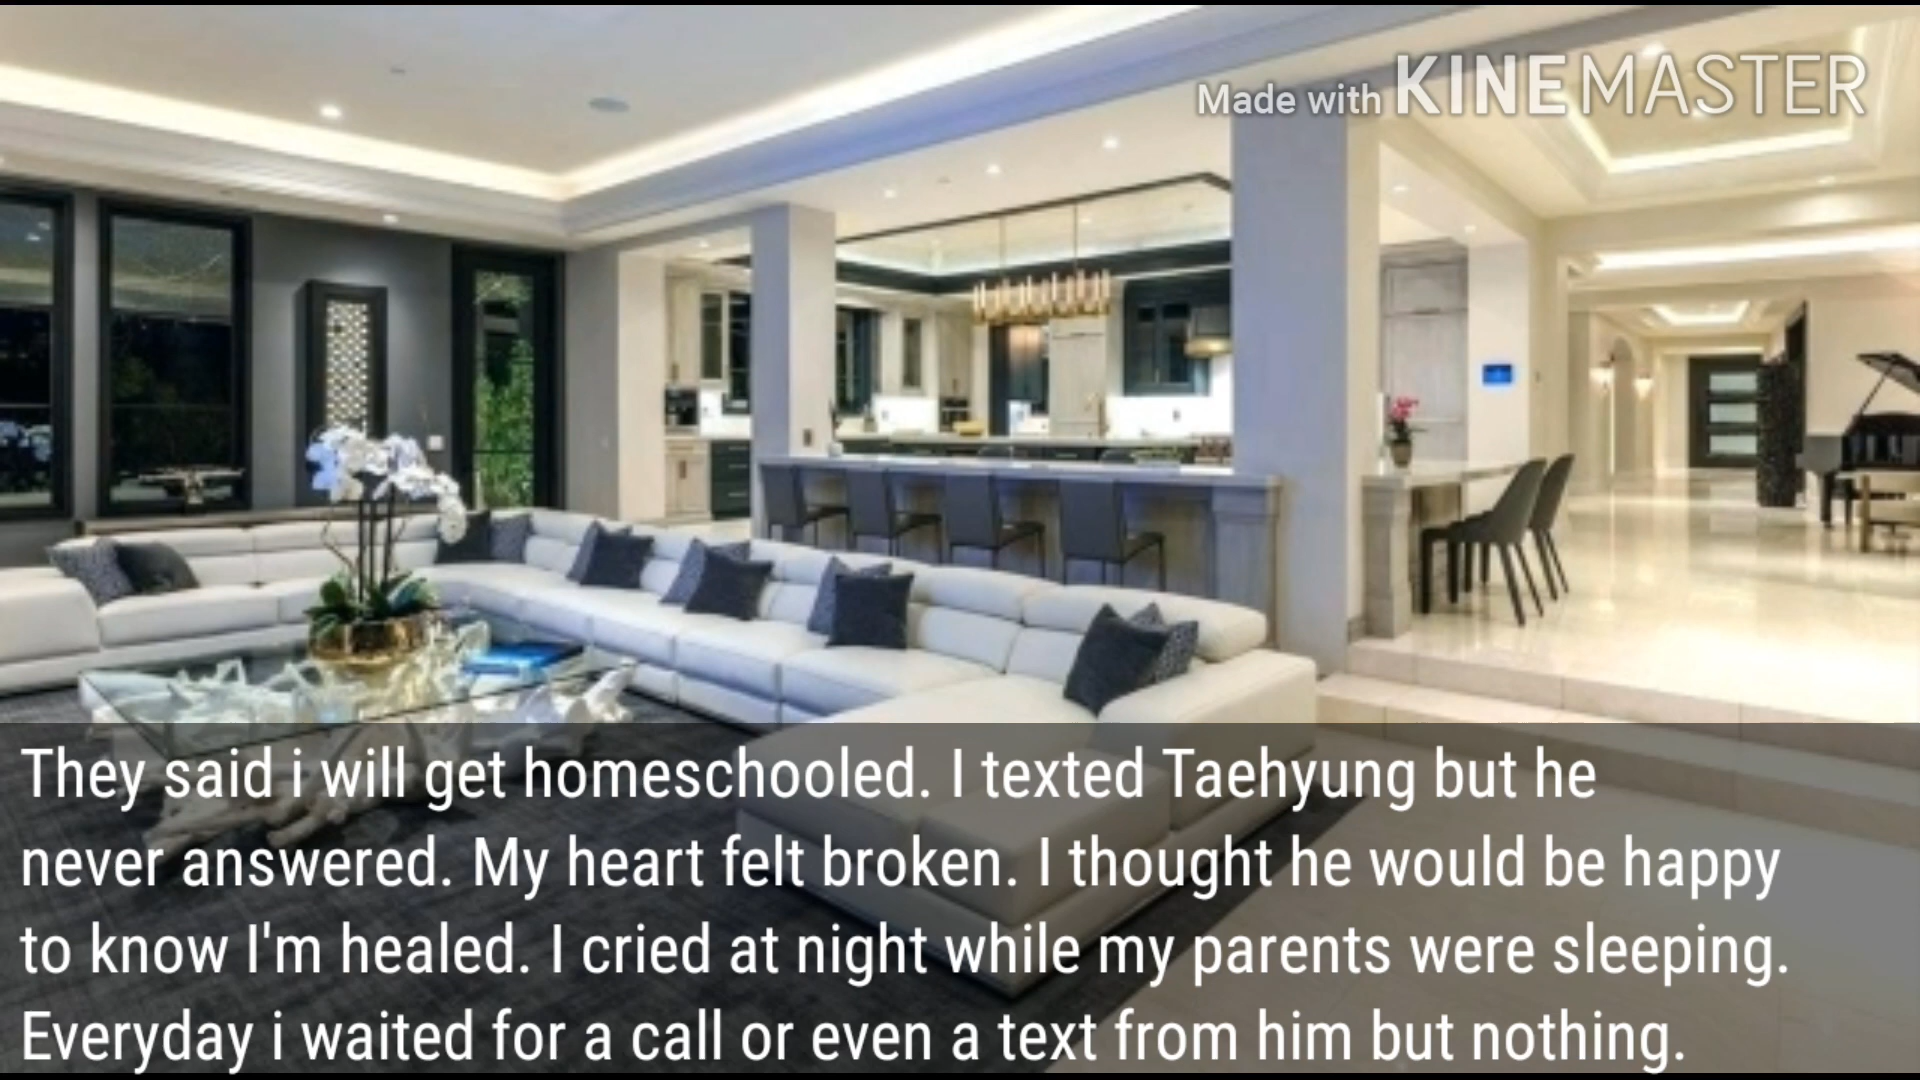 Made with KINEMASTER
They said i will get homeschooled. I texted Taehyung but he
never answered. My heart felt broken. I thought he would be happy
to know I'm healed. I cried at night while my parents were sleeping.
Everyday i waited for a call or even a text from him but nothing.